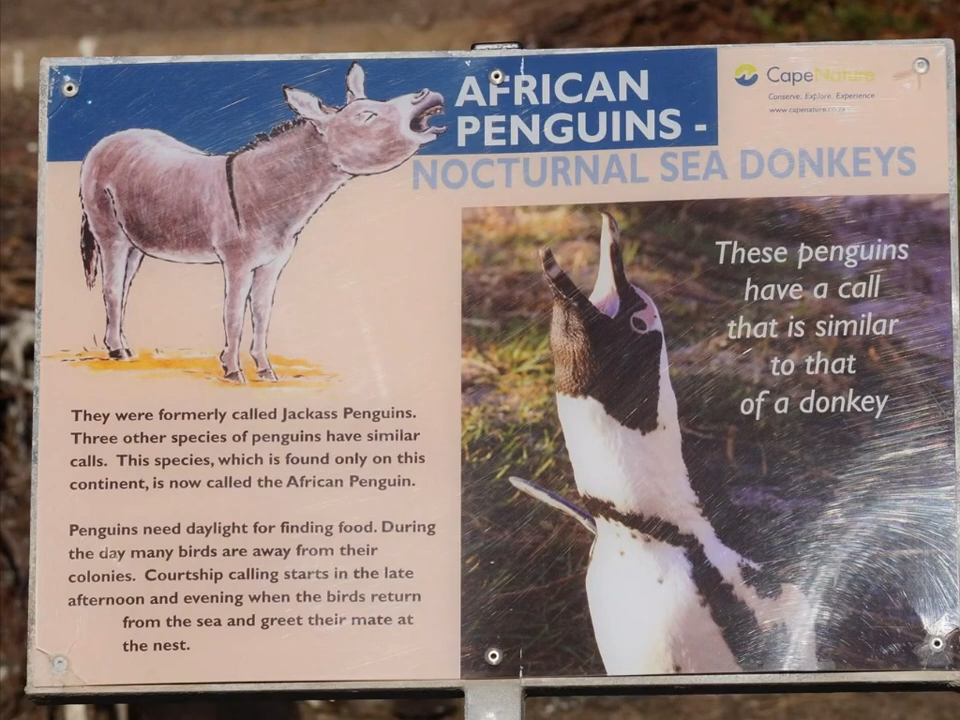 AFRICAN
PENGUINS -
NOCTURNAL SEA DONKEYS
CapeNature
Conserve. Explore. Experience
www.capenature.co.za
These penguins
have a call
that is similar
to that
of a donkey
They were formerly called Jackass Penguins.
Three other species of penguins have similar
calls. This species, which is found only on this
continent, is now called the African Penguin.
Penguins need daylight for finding food. During
the day many birds are away from their
colonies. Courtship calling starts in the late
afternoon and evening when the birds return
from the sea and greet their mate at
the nest.